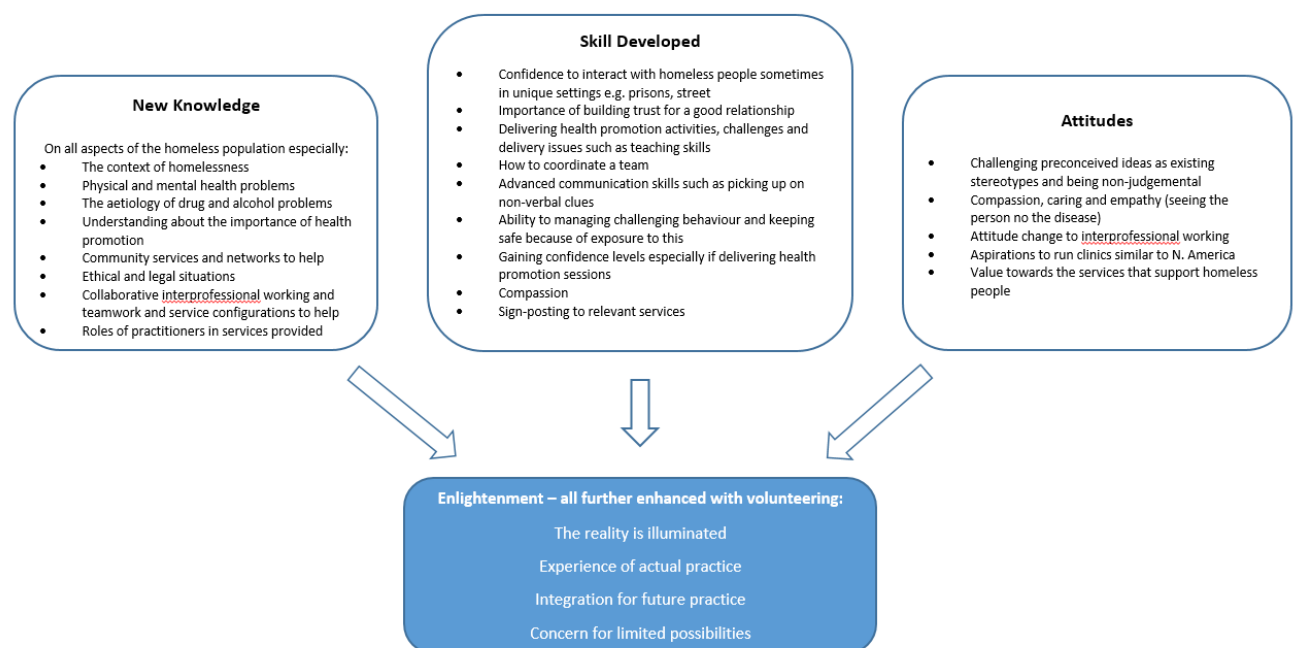 New Knowledge
On all aspects of the homeless population especially:
• The context of homelessness
• Physical and mental health problems
• The aetiology of drug and alcohol problems
• Understanding about the importance of health
promotion
• Community services and networks to help
• Ethical and legal situations
• Collaborative interprofessional working and
teamwork and service configurations to help
• Roles of practitioners in services provided
Skill Developed
• Confidence to interact with homeless people sometimes
in unique settings e.g. prisons, street
• Importance of building trust for a good relationship
• Delivering health promotion activities, challenges and
delivery issues such as teaching skills
• How to coordinate a team
• Advanced communication skills such as picking up on
non-verbal clues
• Ability to managing challenging behaviour and keeping
safe because of exposure to this
• Gaining confidence levels especially if delivering health
promotion sessions
• Compassion
• Sign-posting to relevant services
Attitudes
• Challenging preconceived ideas as existing
stereotypes and being non-judgemental
• Compassion, caring and empathy (seeing the
person no the disease)
• Attitude change to interprofessional working
• Aspirations to run clinics similar to N. America
• Value towards the services that support homeless
people
Enlightenment – all further enhanced with volunteering:
The reality is illuminated
Experience of actual practice
Integration for future practice
Concern for limited possibilities